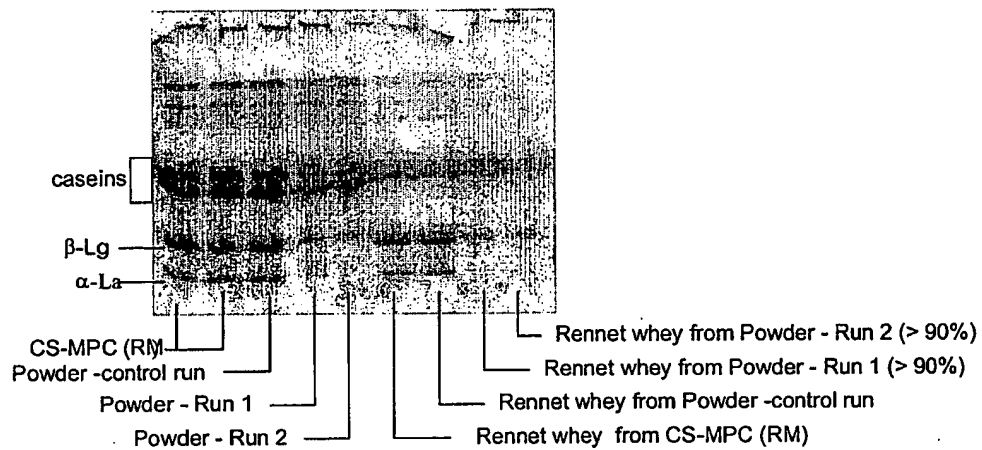 caseins
β-Lg
α-La
CS-MPC (RM)
Powder -control run
Powder - Run 1
Powder - Run 2
Rennet whey from Powder - Run 2 (> 90%)
Rennet whey from Powder - Run 1 (> 90%)
Rennet whey from Powder -control run
Rennet whey from CS-MPC (RM)